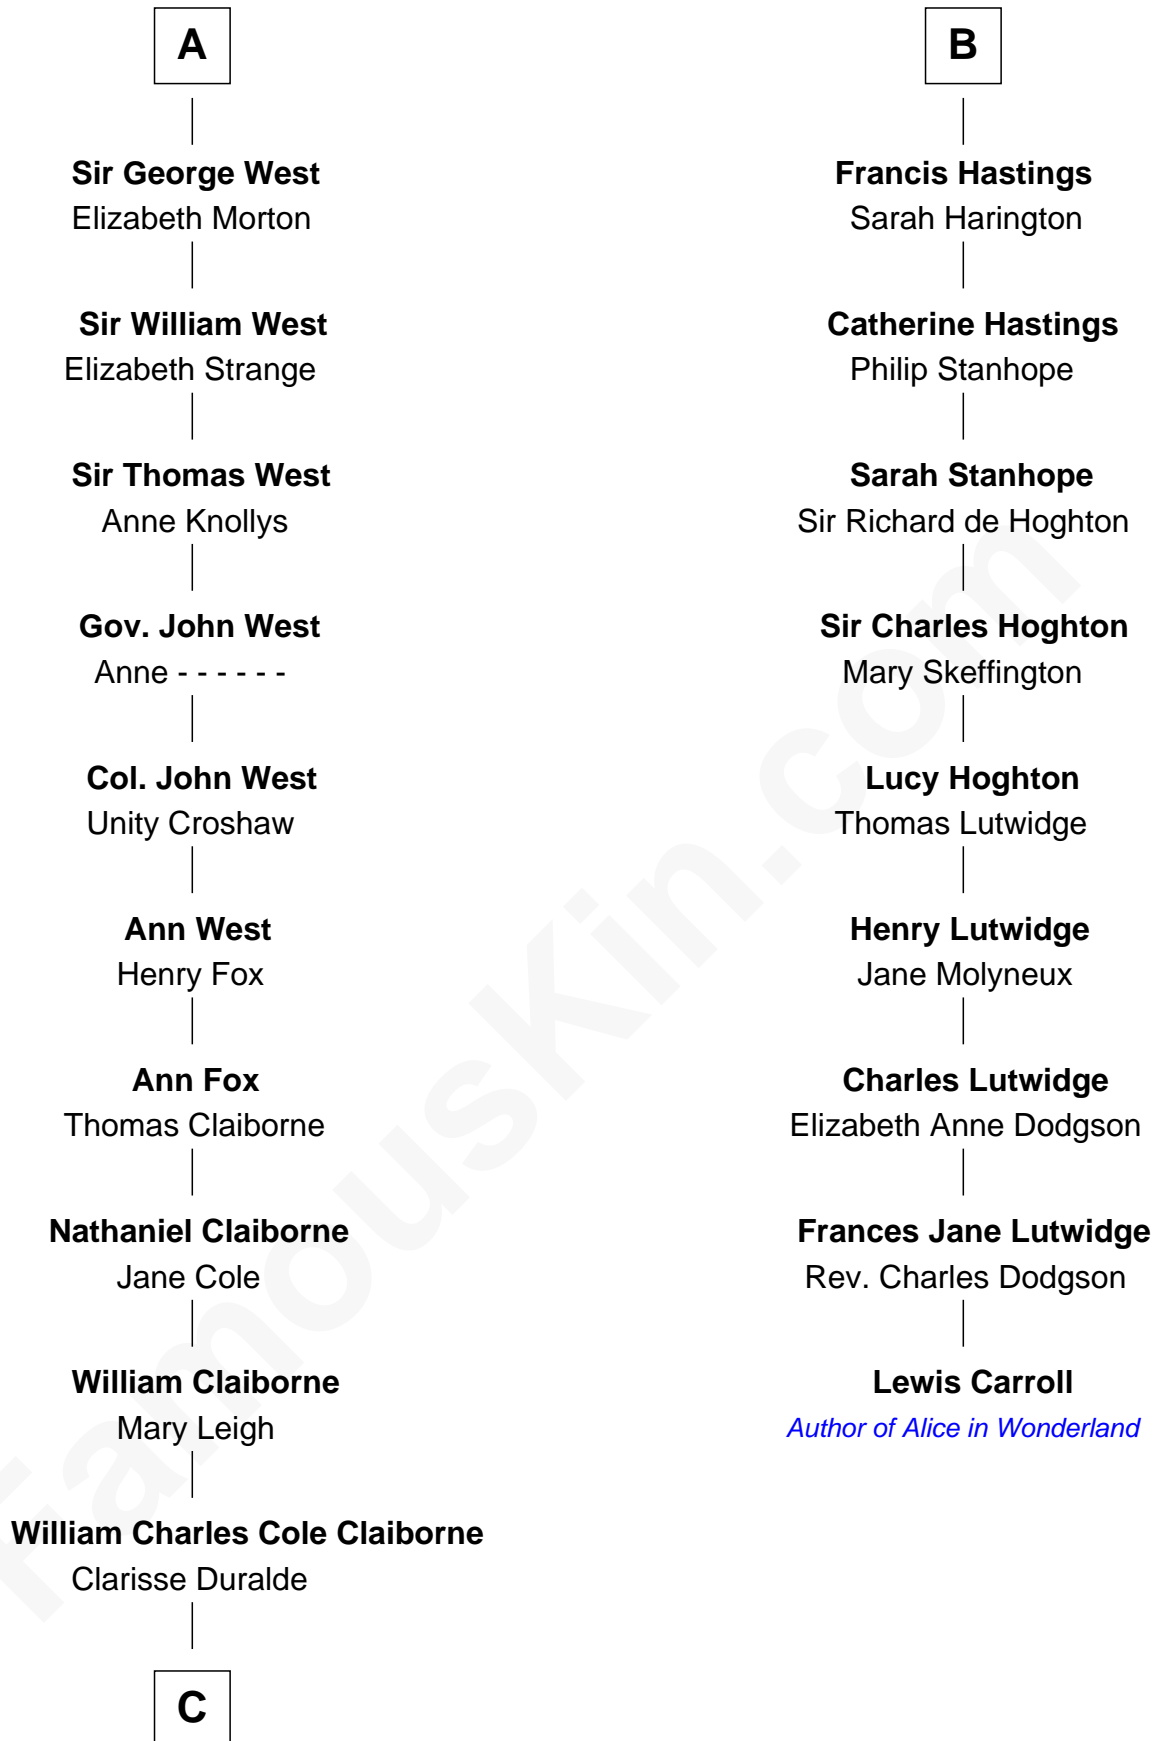 A
Sir George West
Elizabeth Morton
Sir William West
Elizabeth Strange
Sir Thomas West
Anne Knollys
Gov. John West
Anne - - - - - -
Col. John West
Unity Croshaw
Ann West
Henry Fox
Ann Fox
Thomas Claiborne
Nathaniel Claiborne
Jane Cole
William Claiborne
Mary Leigh
William Charles Cole Claiborne
Clarisse Duralde
C
B
Francis Hastings
Sarah Harington
Catherine Hastings
Philip Stanhope
Sarah Stanhope
Sir Richard de Hoghton
Sir Charles Hoghton
Mary Skeffington
Lucy Hoghton
Thomas Lutwidge
Henry Lutwidge
Jane Molyneux
Charles Lutwidge
Elizabeth Anne Dodgson
Frances Jane Lutwidge
Rev. Charles Dodgson
Lewis Carroll
Author of Alice in Wonderland
FamousKin.com